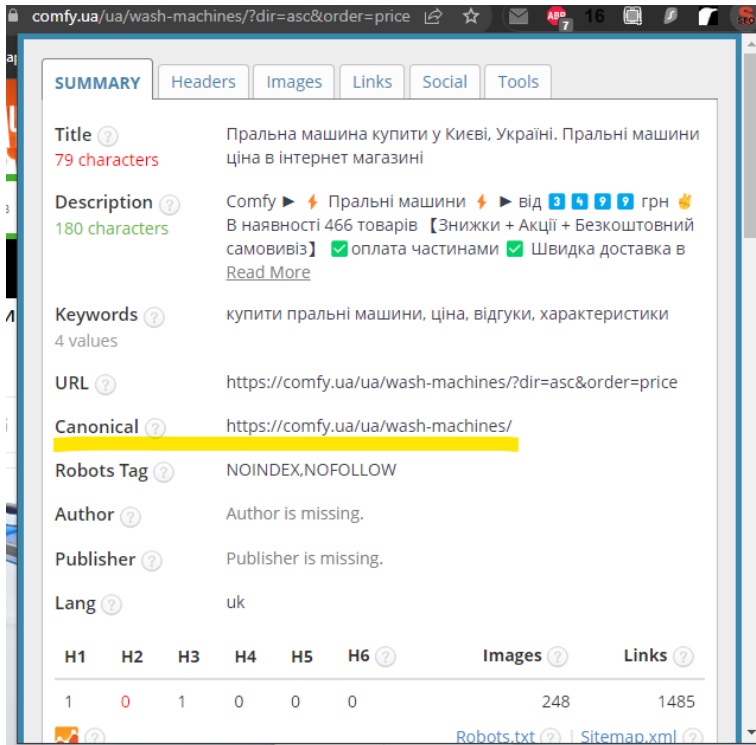 comfy.ua/ua/wash-machines/?dir=asc&order=price
ABP 7 16
SUMMARY Headers Images Links Social Tools
Title ? Пральна машина купити у Києві, Україні. Пральні машини
79 characters ціна в інтернет магазині
Description ? Comfy ► ⚡ Пральні машини ⚡ ► від 3️⃣ 4️⃣ 9️⃣ 9️⃣ грн ✌
180 characters В наявності 466 товарів 【Знижки + Акції + Безкоштовний
самовивіз】 ✅ оплата частинами ✅ Швидка доставка в
Read More
Keywords ? купити пральні машини, ціна, відгуки, характеристики
4 values
URL ? https://comfy.ua/ua/wash-machines/?dir=asc&order=price
Canonical ? https://comfy.ua/ua/wash-machines/
Robots Tag ? NOINDEX,NOFOLLOW
Author ? Author is missing.
Publisher ? Publisher is missing.
Lang ? uk
H1 H2 H3 H4 H5 H6 ? Images ? Links ?
1 0 1 0 0 0 248 1485
? Robots.txt ? | Sitemap.xml ?